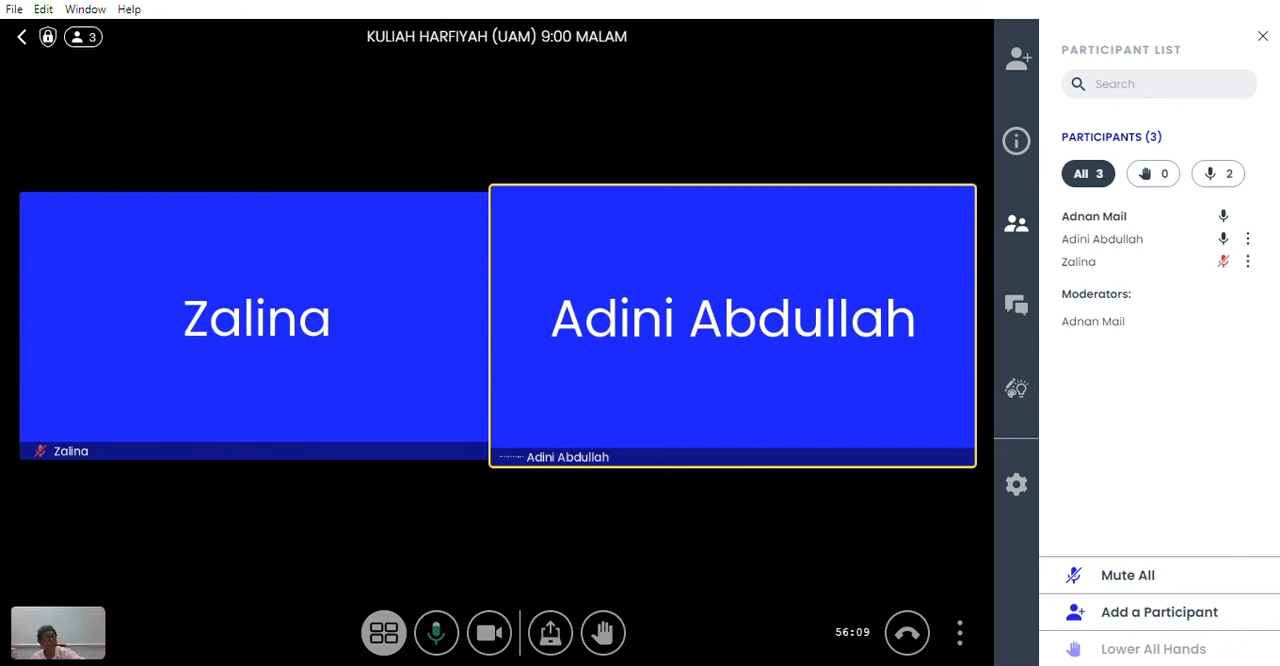 File Edit Window Help
3
KULIAH HARFIYAH (UAM) 9:00 MALAM
Zalina
Zalina
Adini Abdullah
Adini Abdullah
56:09
PARTICIPANT LIST
Search
PARTICIPANTS (3)
All 3 0 2
Adnan Mail
Adini Abdullah
Zalina
Moderators:
Adnan Mail
Mute All
Add a Participant
Lower All Hands